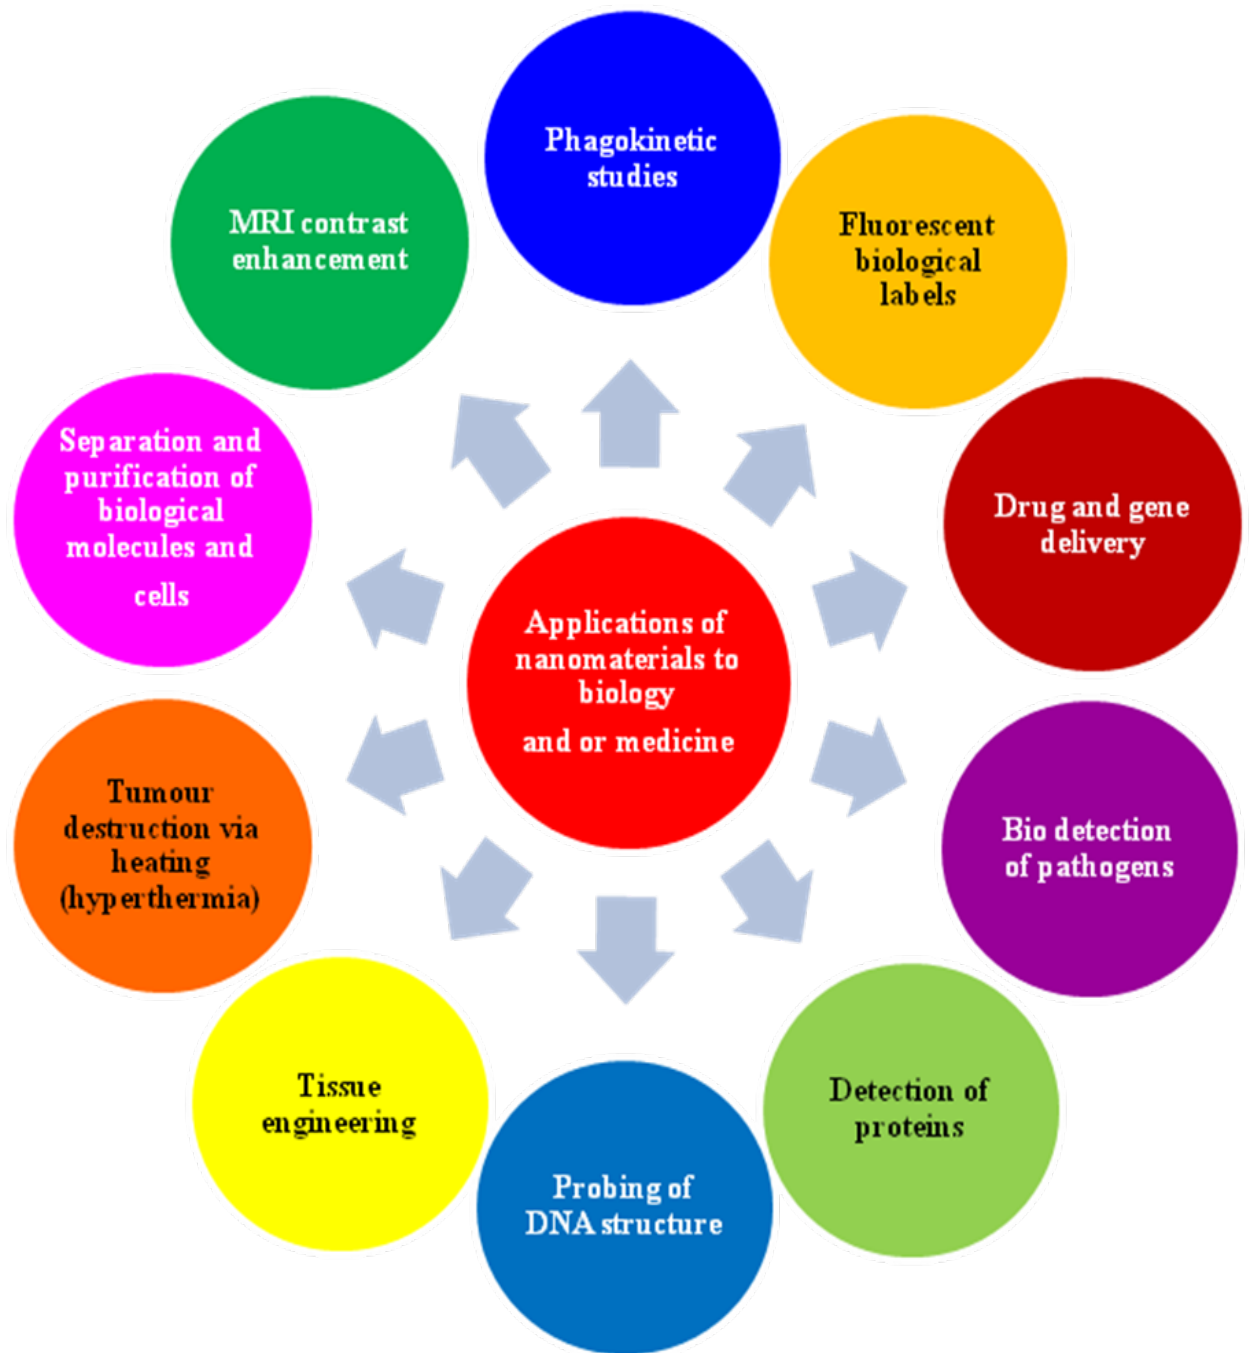 Phagokinetic
studies
Fluorescent
biological
labels
Drug and gene
delivery
Bio detection
of pathogens
Detection of
proteins
Probing of
DNA structure
Tissue
engineering
Tumour
destruction via
heating
(hyperthermia)
Separation and
purification of
biological
molecules and
cells
MRI contrast
enhancement
Applications of
nanomaterials to
biology
and or medicine